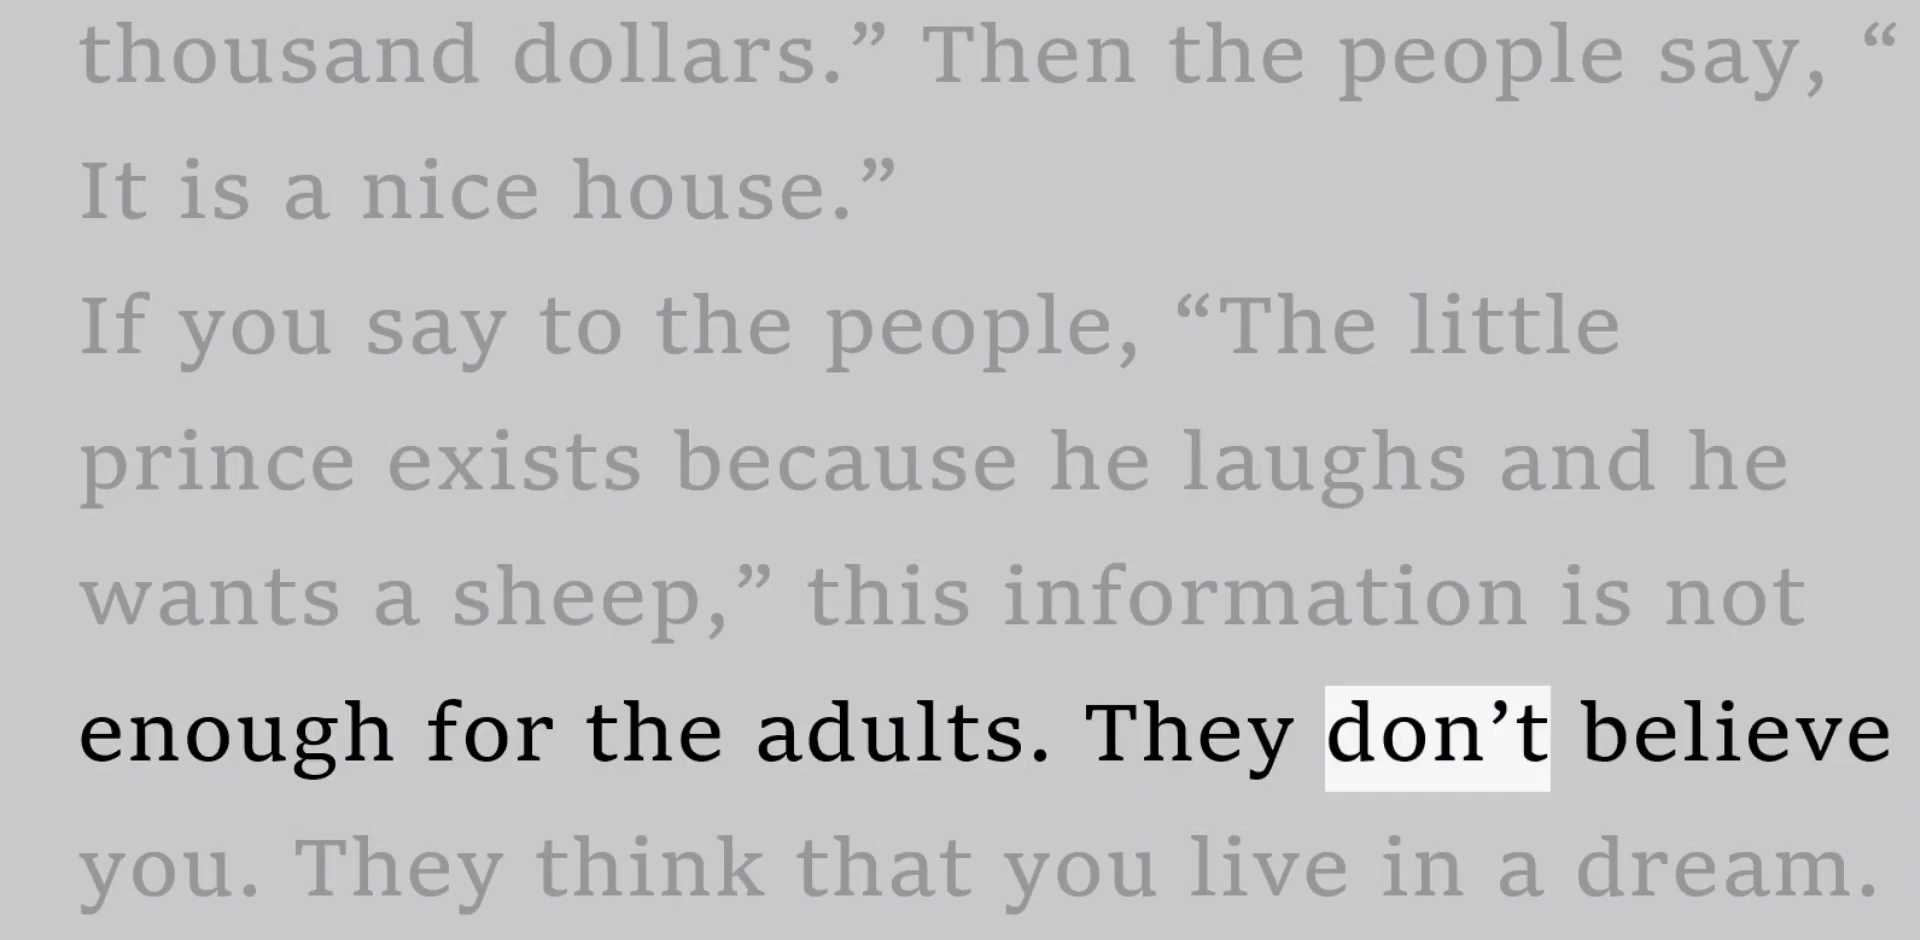 thousand dollars.” Then the people say, “
It is a nice house.”
If you say to the people, “The little
prince exists because he laughs and he
wants a sheep,” this information is not
enough for the adults. They don’t believe
you. They think that you live in a dream.